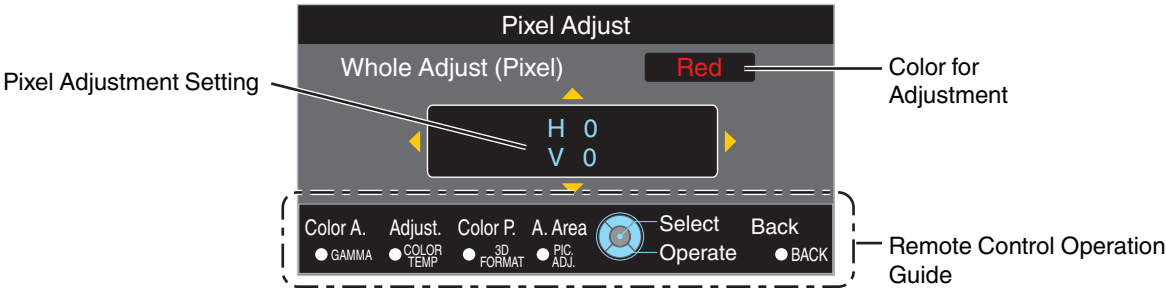 Pixel Adjust
Whole Adjust (Pixel) Red
Pixel Adjustment Setting
Color for
Adjustment
H 0
V 0
Color A. Adjust. Color P. A. Area Select Back
GAMMA COLOR TEMP 3D FORMAT PIC. ADJ. Operate BACK
Remote Control Operation
Guide